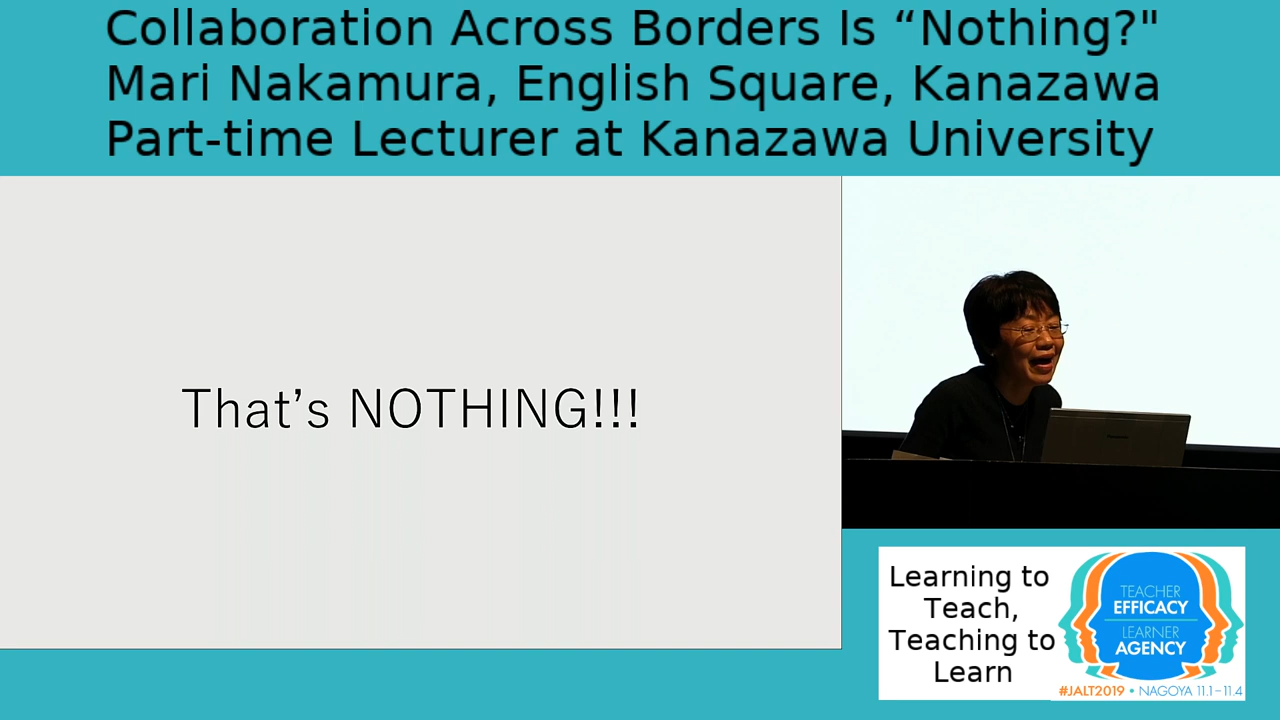 Collaboration Across Borders Is “Nothing?"
Mari Nakamura, English Square, Kanazawa
Part-time Lecturer at Kanazawa University
That’s NOTHING!!!
Learning to
Teach,
Teaching to
Learn
TEACHER
EFFICACY
LEARNER
AGENCY
#JALT2019 • NAGOYA 11.1–11.4